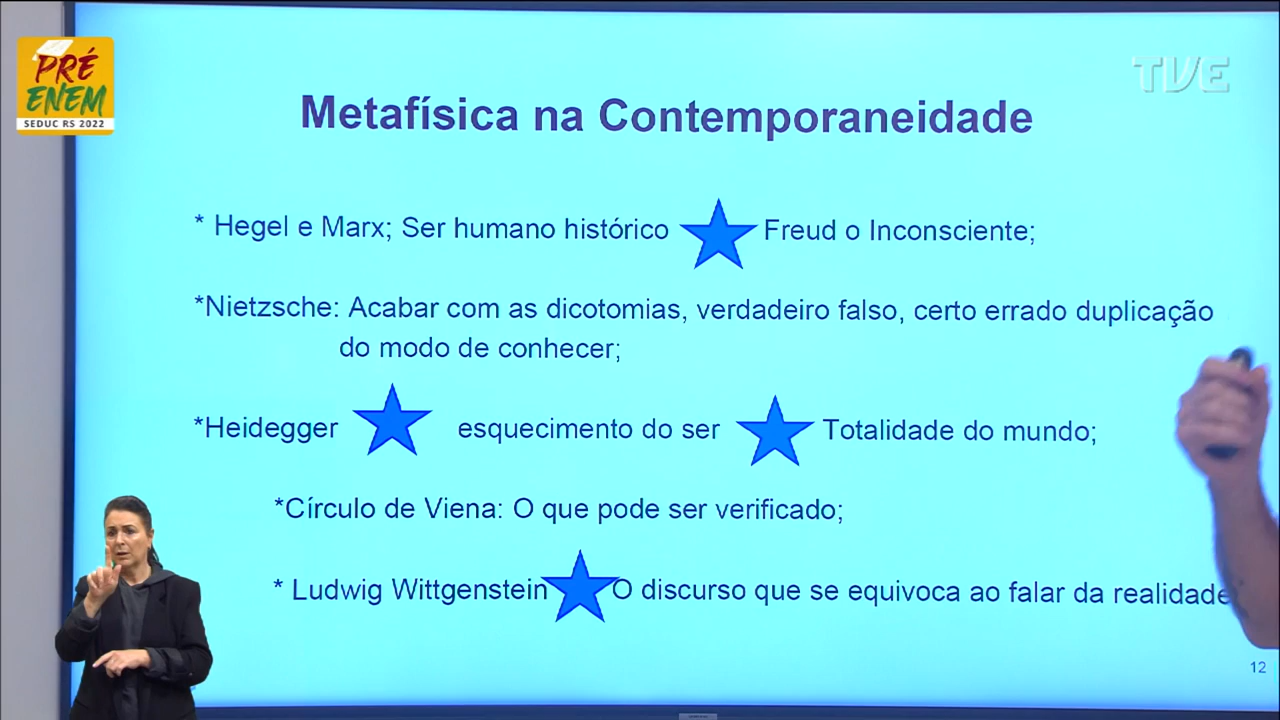 PRÉ
ENEM
SEDUC RS 2022
TVE
Metafísica na Contemporaneidade
* Hegel e Marx; Ser humano histórico Freud o Inconsciente;
*Nietzsche: Acabar com as dicotomias, verdadeiro falso, certo errado duplicação
do modo de conhecer;
*Heidegger esquecimento do ser Totalidade do mundo;
*Círculo de Viena: O que pode ser verificado;
* Ludwig Wittgenstein O discurso que se equivoca ao falar da realidade
12